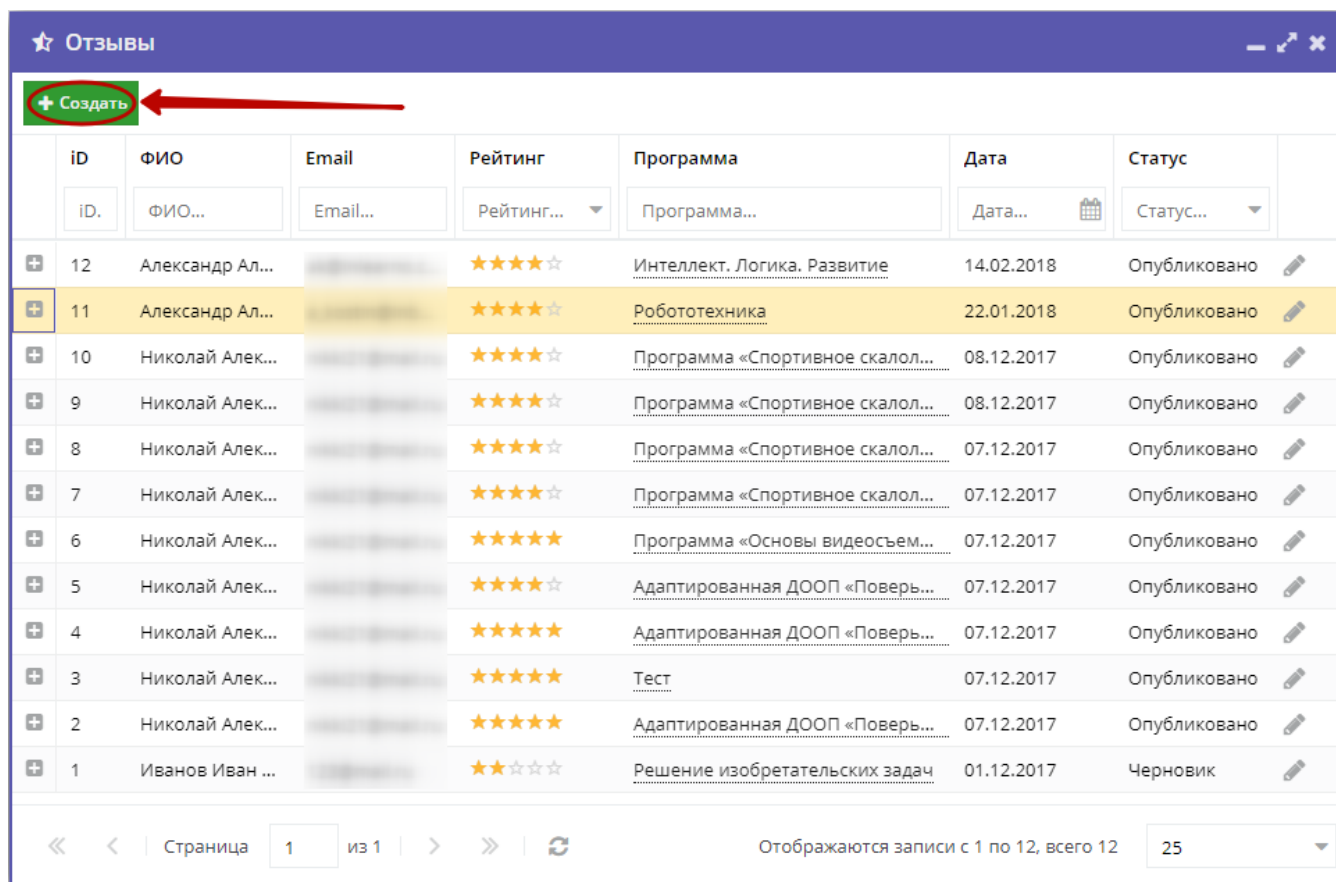 Отзывы
Создать
iD ФИО Email Рейтинг Программа Дата Статус
iD. ФИО... Email... Рейтинг... Программа... Дата... Статус...
12 Александр Ал... Интеллект. Логика. Развитие 14.02.2018 Опубликовано
11 Александр Ал... Робототехника 22.01.2018 Опубликовано
10 Николай Алек... Программа «Спортивное скалол... 08.12.2017 Опубликовано
9 Николай Алек... Программа «Спортивное скалол... 08.12.2017 Опубликовано
8 Николай Алек... Программа «Спортивное скалол... 07.12.2017 Опубликовано
7 Николай Алек... Программа «Спортивное скалол... 07.12.2017 Опубликовано
6 Николай Алек... Программа «Основы видеосъем... 07.12.2017 Опубликовано
5 Николай Алек... Адаптированная ДООП «Поверь... 07.12.2017 Опубликовано
4 Николай Алек... Адаптированная ДООП «Поверь... 07.12.2017 Опубликовано
3 Николай Алек... Тест 07.12.2017 Опубликовано
2 Николай Алек... Адаптированная ДООП «Поверь... 07.12.2017 Опубликовано
1 Иванов Иван ... Решение изобретательских задач 01.12.2017 Черновик
Страница 1 из 1 Отображаются записи с 1 по 12, всего 12 25